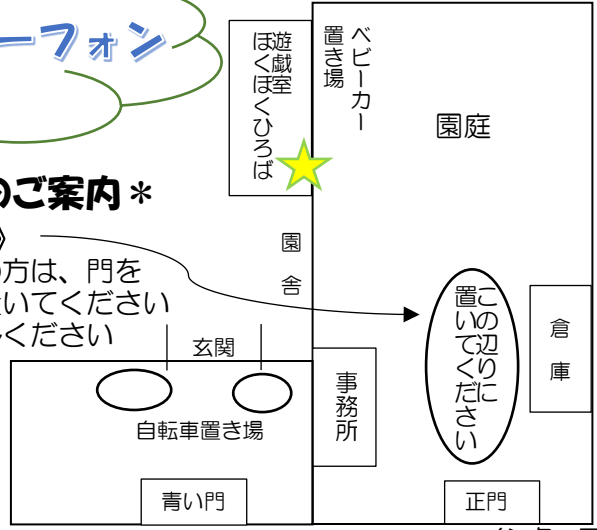 ーフォン
のご案内＊
》
の方は、門を
いてください
ください
遊戯室
ほくほくひろば
ベビーカー
置き場
園庭
園舎
この辺りに
置いてください
倉庫
玄関
事務所
自転車置き場
青い門
正門